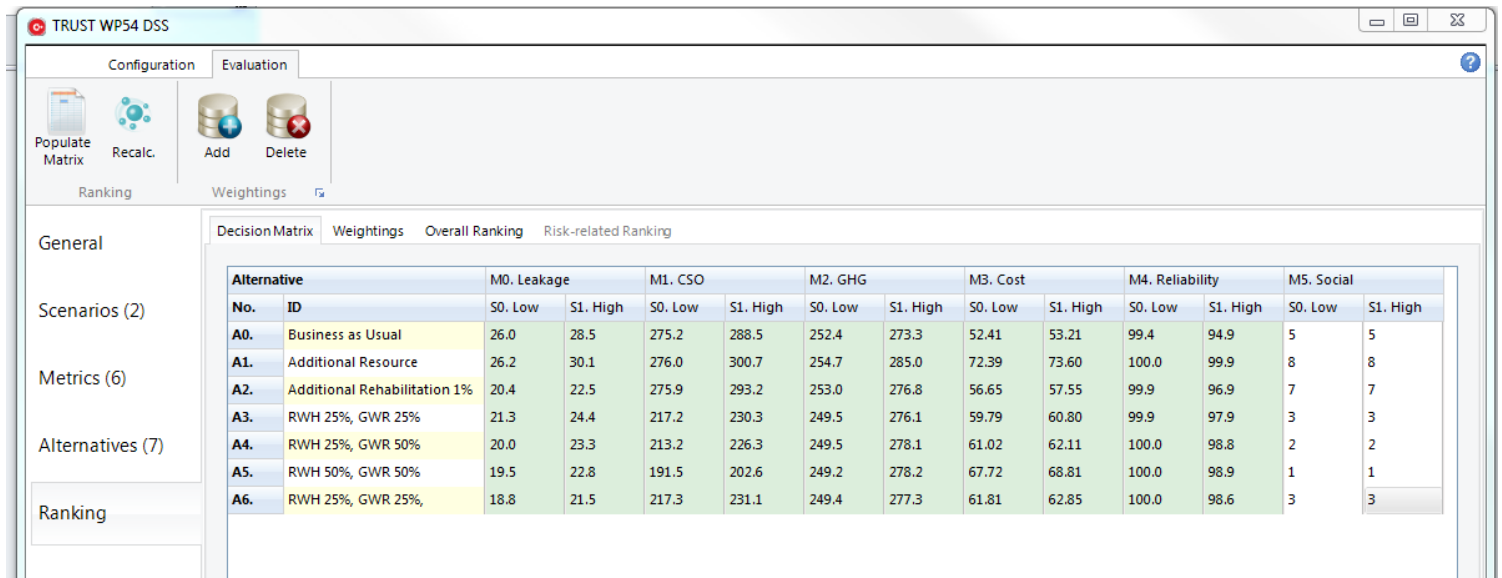 TRUST WP54 DSS
Configuration Evaluation
Populate Matrix Recalc. Add Delete
Ranking Weightings
Decision Matrix Weightings Overall Ranking Risk-related Ranking
General
Scenarios (2)
Metrics (6)
Alternatives (7)
Ranking
Alternative M0. Leakage M1. CSO M2. GHG M3. Cost M4. Reliability M5. Social
No. ID S0. Low S1. High S0. Low S1. High S0. Low S1. High S0. Low S1. High S0. Low S1. High S0. Low S1. High
A0. Business as Usual 26.0 28.5 275.2 288.5 252.4 273.3 52.41 53.21 99.4 94.9 5 5
A1. Additional Resource 26.2 30.1 276.0 300.7 254.7 285.0 72.39 73.60 100.0 99.9 8 8
A2. Additional Rehabilitation 1% 20.4 22.5 275.9 293.2 253.0 276.8 56.65 57.55 99.9 96.9 7 7
A3. RWH 25%, GWR 25% 21.3 24.4 217.2 230.3 249.5 276.1 59.79 60.80 99.9 97.9 3 3
A4. RWH 25%, GWR 50% 20.0 23.3 213.2 226.3 249.5 278.1 61.02 62.11 100.0 98.8 2 2
A5. RWH 50%, GWR 50% 19.5 22.8 191.5 202.6 249.2 278.2 67.72 68.81 100.0 98.9 1 1
A6. RWH 25%, GWR 25%, 18.8 21.5 217.3 231.1 249.4 277.3 61.81 62.85 100.0 98.6 3 3